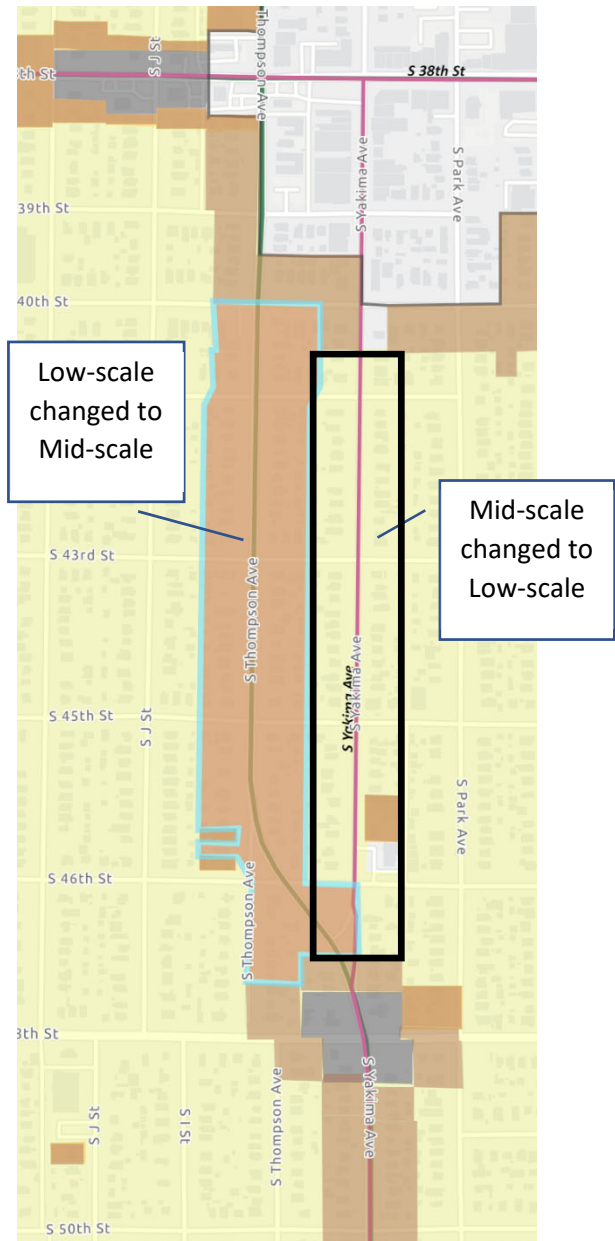 Thompson Ave
S J St
S 38th St
th St
S Yakima Ave
S Park Ave
39th St
40th St
Low-scale
changed to
Mid-scale
Mid-scale
changed to
Low-scale
S 43rd St
S Thompson Ave
S Yakima Ave
S Yakima Ave
S 45th St
S J St
S Park Ave
S 46th St
S Thompson Ave
8th St
S Yakima Ave
S J St
S I St
S Thompson Ave
S 50th St